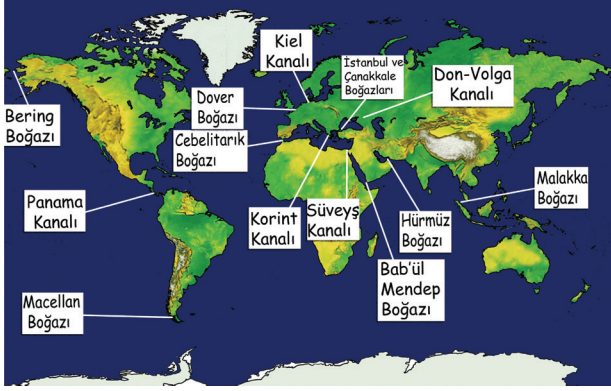 Kiel
Kanalı
İstanbul ve
Çanakkale
Boğazları
Don-Volga
Kanalı
Dover
Boğazı
Bering
Boğazı
Cebelitarık
Boğazı
Malakka
Boğazı
Panama
Kanalı
Korint
Kanalı
Süveyş
Kanalı
Hürmüz
Boğazı
Bab'ül
Mendep
Boğazı
Macellan
Boğazı